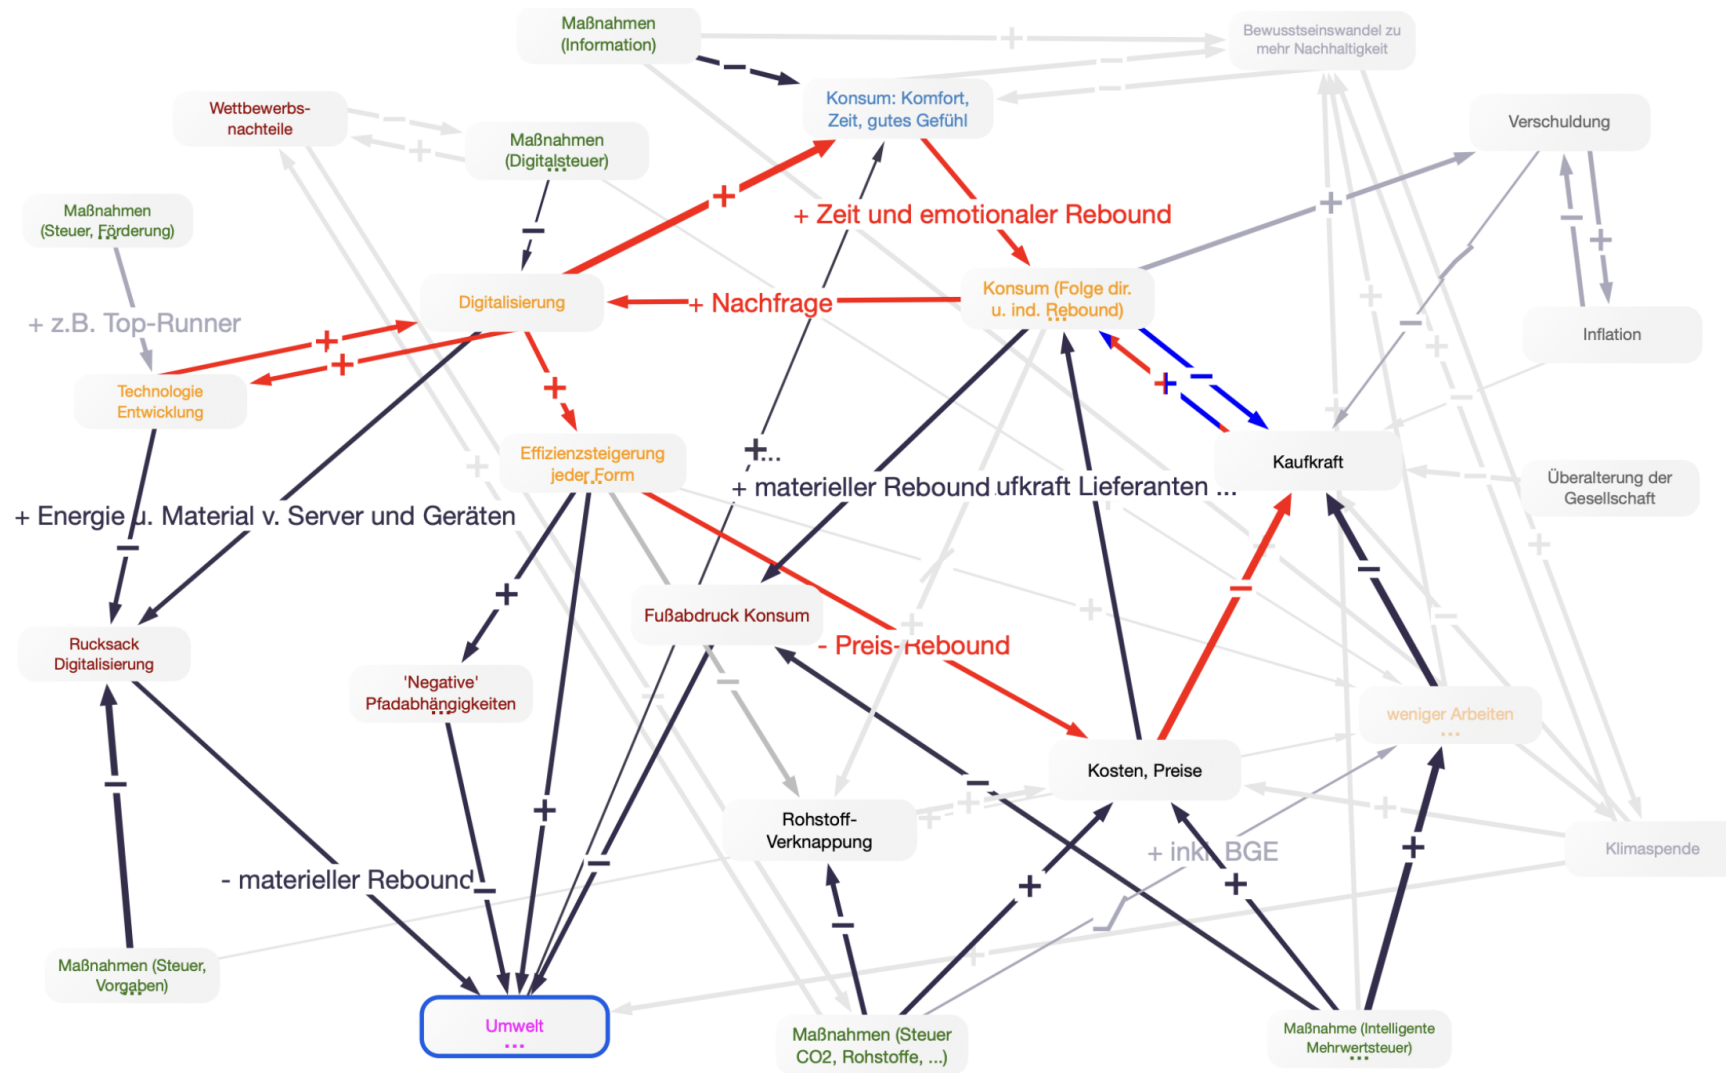 Maßnahmen
(Information)
Bewusstseinswandel zu
mehr Nachhaltigkeit
Konsum: Komfort,
Zeit, gutes Gefühl
Wettbewerbs-
nachteile
Verschuldung
Maßnahmen
(Digitalsteuer)
...
+ Zeit und emotionaler Rebound
Maßnahmen
(Steuer, Förderung)
...
Digitalisierung
+ Nachfrage
Konsum (Folge dir.
u. ind. Rebound)
...
+ z.B. Top-Runner
Inflation
Technologie
Entwicklung
Effizienzsteigerung
jeder Form
...
+...
Kaufkraft
+ materieller Rebound
ufkraft Lieferanten ...
Überalterung der
Gesellschaft
+ Energie u. Material v. Server und Geräten
Fußabdruck Konsum
Rucksack
Digitalisierung
- Preis-Rebound
'Negative'
Pfadabhängigkeiten
...
weniger Arbeiten
...
Kosten, Preise
Rohstoff-
Verknappung
+ inkl. BGE
Klimaspende
- materieller Rebound
Maßnahmen (Steuer,
Vorgaben)
...
Umwelt
...
Maßnahmen (Steuer
CO2, Rohstoffe, ...)
Maßnahme (Intelligente
Mehrwertsteuer)
...